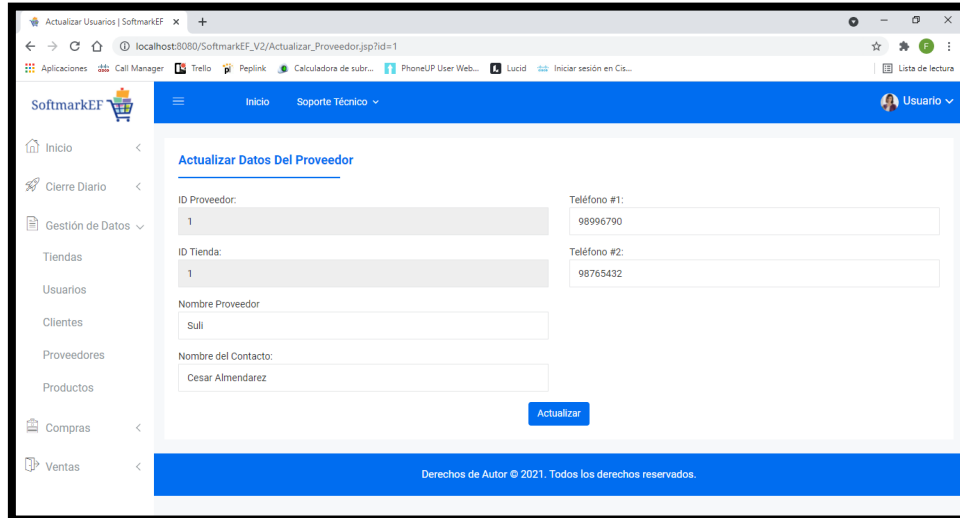 Actualizar Usuarios | SoftmarkEF
localhost:8080/SoftmarkEF_V2/Actualizar_Proveedor.jsp?id=1
F
Aplicaciones Call Manager Trello Peplink Calculadora de subr... PhoneUP User Web... Lucid Iniciar sesión en Cis... Lista de lectura
SoftmarkEF
Inicio Soporte Técnico Usuario
Inicio
Cierre Diario
Gestión de Datos
Tiendas
Usuarios
Clientes
Proveedores
Productos
Compras
Ventas
Actualizar Datos Del Proveedor
ID Proveedor:
1
ID Tienda:
1
Nombre Proveedor
Suli
Nombre del Contacto:
Cesar Almendarez
Teléfono #1:
98996790
Teléfono #2:
98765432
Actualizar
Derechos de Autor © 2021. Todos los derechos reservados.